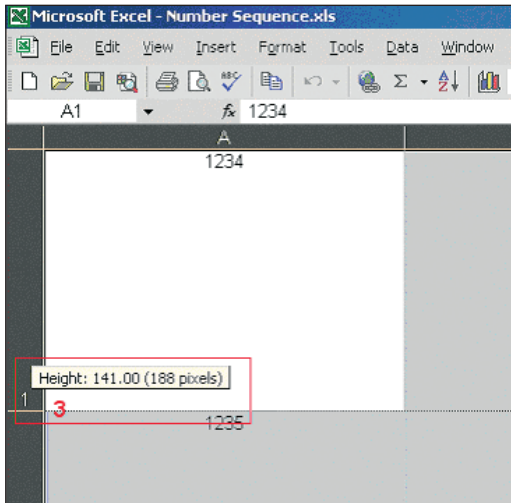 Microsoft Excel - Number Sequence.xls
File Edit View Insert Format Tools Data Window
ABC Σ A Z
A1 fx 1234
A
1234
Height: 141.00 (188 pixels)
1
3
1235